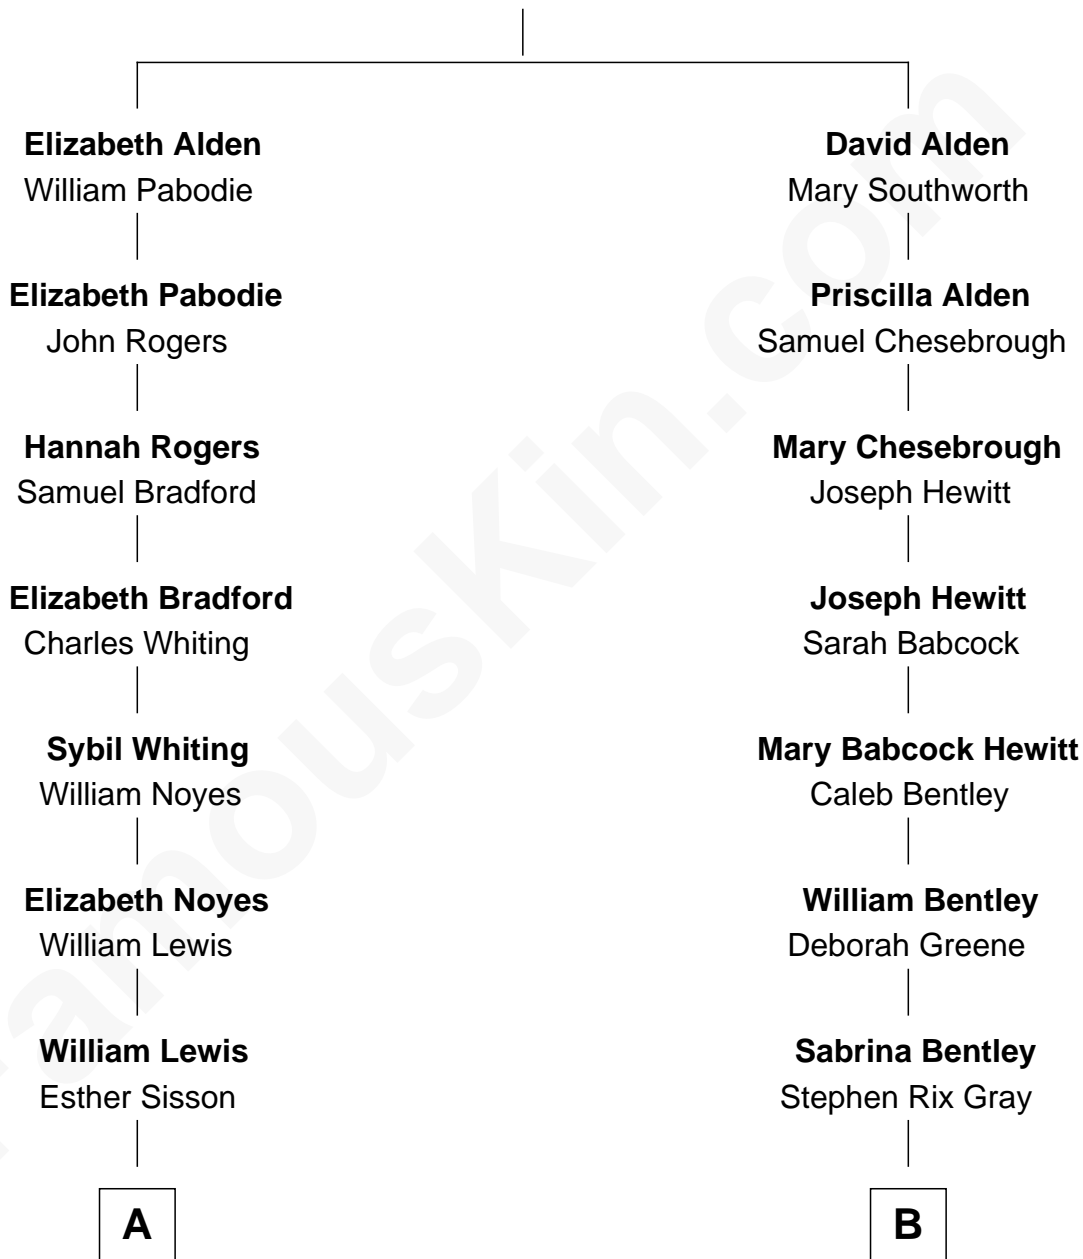 Elizabeth Alden
William Pabodie
Elizabeth Pabodie
John Rogers
Hannah Rogers
Samuel Bradford
Elizabeth Bradford
Charles Whiting
Sybil Whiting
William Noyes
Elizabeth Noyes
William Lewis
William Lewis
Esther Sisson
A
David Alden
Mary Southworth
Priscilla Alden
Samuel Chesebrough
Mary Chesebrough
Joseph Hewitt
Joseph Hewitt
Sarah Babcock
Mary Babcock Hewitt
Caleb Bentley
William Bentley
Deborah Greene
Sabrina Bentley
Stephen Rix Gray
B
FamousKin.com